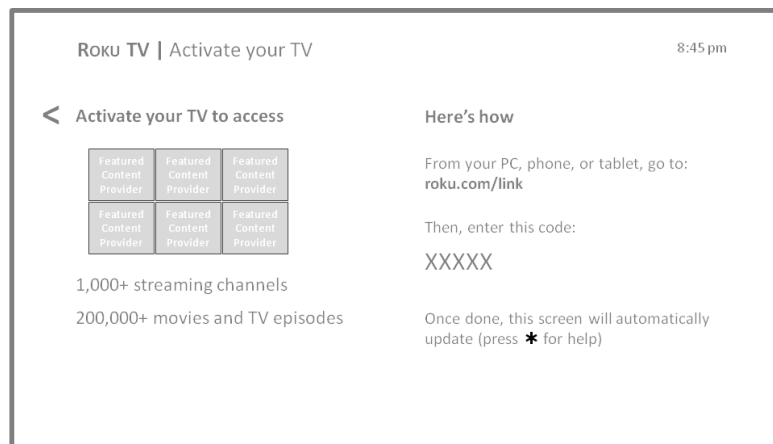 ROKU TV | Activate your TV
8:45 pm
< Activate your TV to access
Featured Content Provider
Featured Content Provider
Featured Content Provider
Featured Content Provider
Featured Content Provider
Featured Content Provider
1,000+ streaming channels
200,000+ movies and TV episodes
Here’s how
From your PC, phone, or tablet, go to:
roku.com/link
Then, enter this code:
XXXXX
Once done, this screen will automatically
update (press * for help)